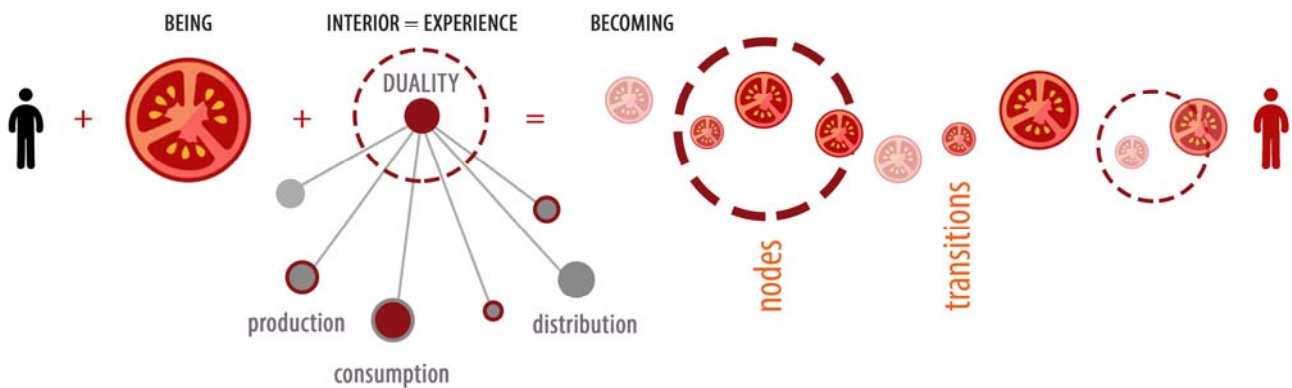 BEING
INTERIOR = EXPERIENCE
BECOMING
DUALITY
+
+
=
production
consumption
distribution
nodes
transitions